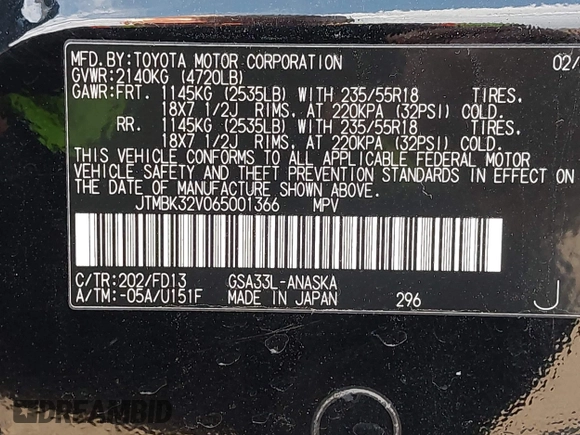 MFD.BY:TOYOTA MOTOR CORPORATION 02/
GVWR:2140KG (4720LB)
GAWR:FRT. 1145KG (2535LB) WITH 235/55R18 TIRES.
18X7 1/2J RIMS. AT 220KPA (32PSI) COLD.
RR. 1145KG (2535LB) WITH 235/55R18 TIRES.
18X7 1/2J RIMS. AT 220KPA (32PSI) COLD.
THIS VEHICLE CONFORMS TO ALL APPLICABLE FEDERAL MOTOR
VEHICLE SAFETY AND THEFT PREVENTION STANDARDS IN EFFECT ON
THE DATE OF MANUFACTURE SHOWN ABOVE.
JTMBK32V065001366 MPV
C/TR:202/FD13 GSA33L-ANASKA
A/TM:-05A/U151F MADE IN JAPAN 296 J
DREAMBID